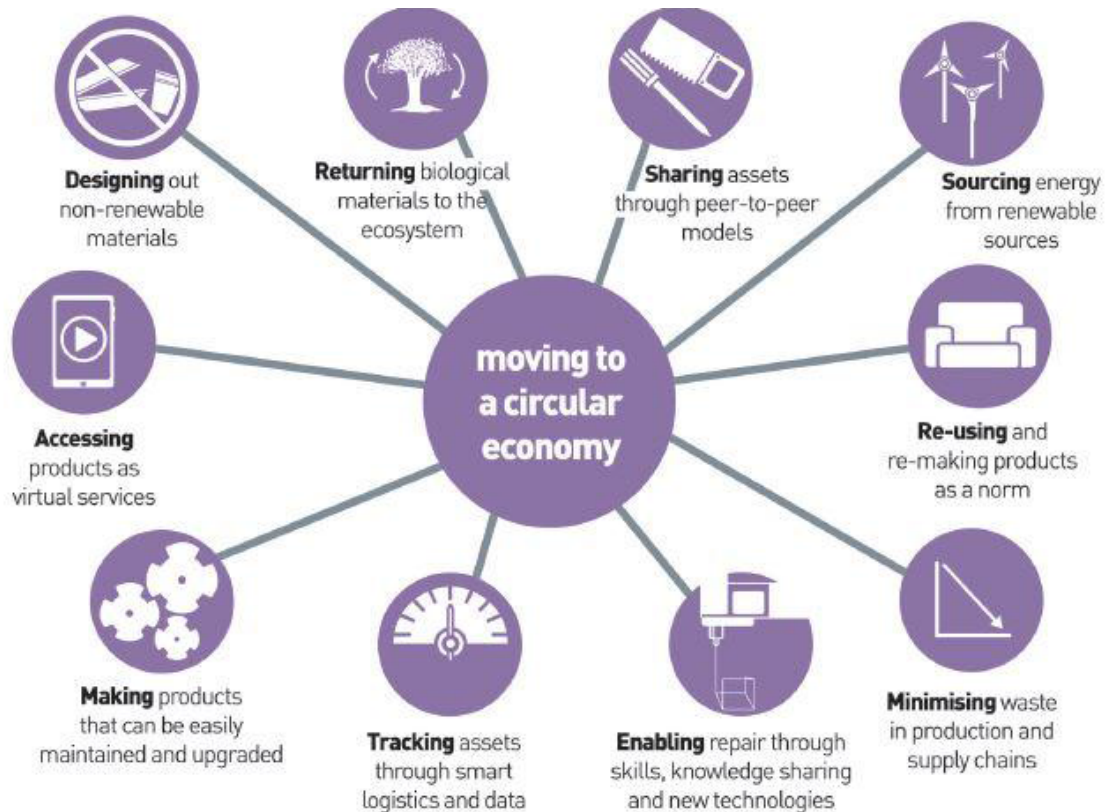 Designing out
non-renewable
materials
Returning biological
materials to the
ecosystem
Sharing assets
through peer-to-peer
models
Sourcing energy
from renewable
sources
Accessing
products as
virtual services
moving to
a circular
economy
Re-using and
re-making products
as a norm
Making products
that can be easily
maintained and upgraded
Tracking assets
through smart
logistics and data
Enabling repair through
skills, knowledge sharing
and new technologies
Minimising waste
in production and
supply chains